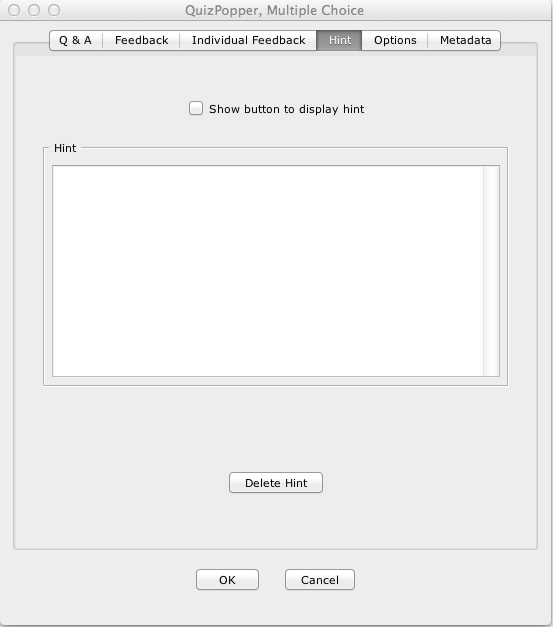 QuizPopper, Multiple Choice
Q & A Feedback Individual Feedback Hint Options Metadata
Show button to display hint
Hint
Delete Hint
OK Cancel